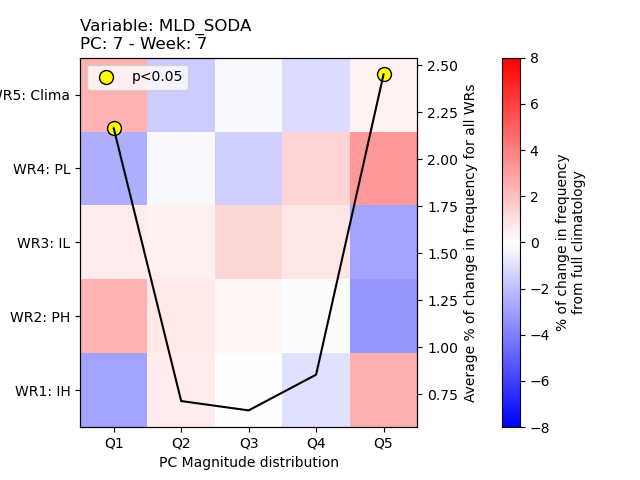 Variable: MLD_SODA
PC: 7 - Week: 7
p<0.05
WR5: Clima
WR4: PL
WR3: IL
WR2: PH
WR1: IH
Q1 Q2 Q3 Q4 Q5
PC Magnitude distribution
2.50
2.25
2.00
1.75
1.50
1.25
1.00
0.75
Average % of change in frequency for all WRs
8
6
4
2
0
−2
−4
−6
−8
% of change in frequency
from full climatology